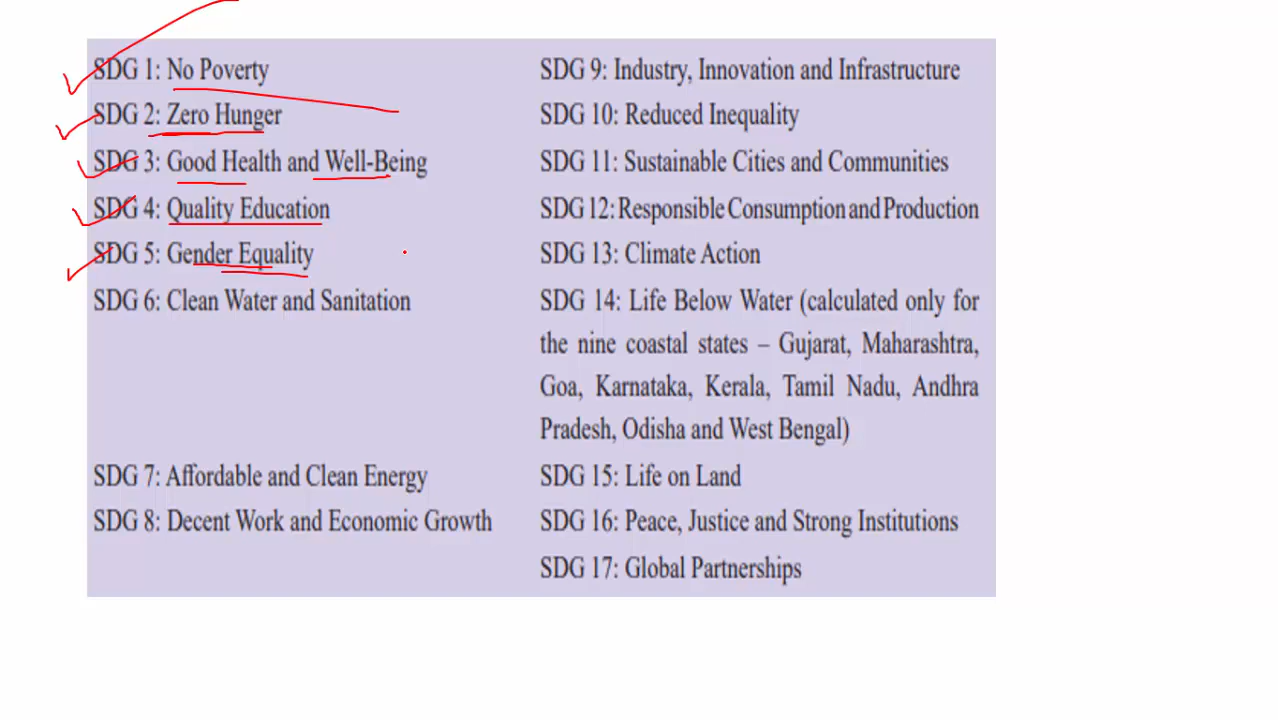 SDG 1: No Poverty
SDG 2: Zero Hunger
SDG 3: Good Health and Well-Being
SDG 4: Quality Education
SDG 5: Gender Equality
SDG 6: Clean Water and Sanitation
SDG 7: Affordable and Clean Energy
SDG 8: Decent Work and Economic Growth
SDG 9: Industry, Innovation and Infrastructure
SDG 10: Reduced Inequality
SDG 11: Sustainable Cities and Communities
SDG 12: Responsible Consumption and Production
SDG 13: Climate Action
SDG 14: Life Below Water (calculated only for
the nine coastal states – Gujarat, Maharashtra,
Goa, Karnataka, Kerala, Tamil Nadu, Andhra
Pradesh, Odisha and West Bengal)
SDG 15: Life on Land
SDG 16: Peace, Justice and Strong Institutions
SDG 17: Global Partnerships